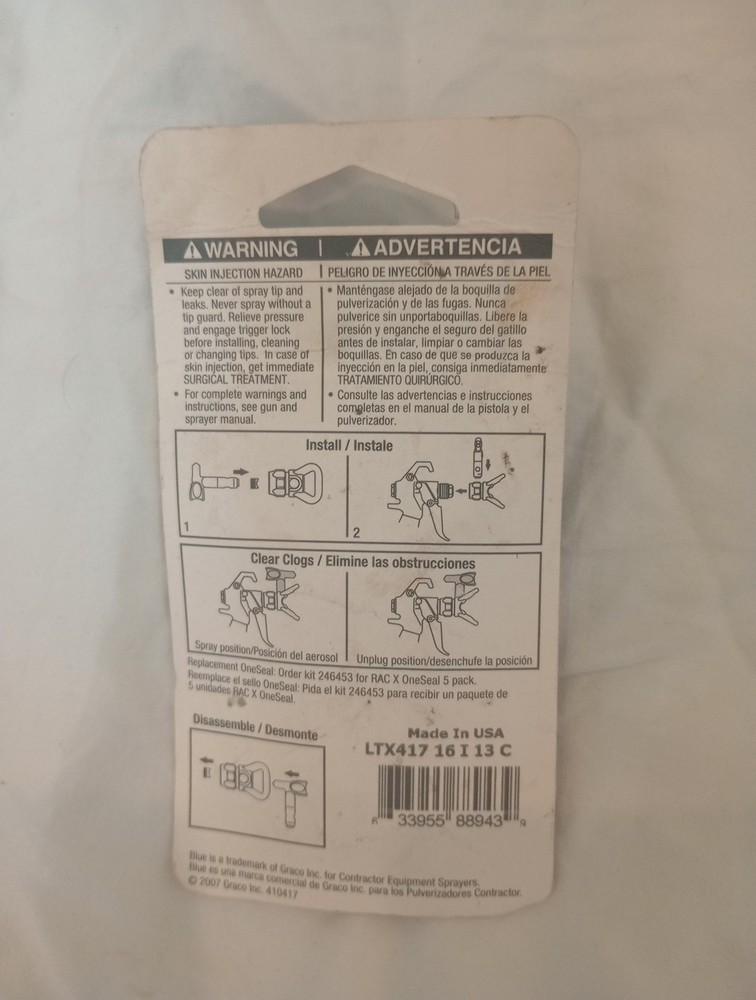 WARNING | ADVERTENCIA
SKIN INJECTION HAZARD | PELIGRO DE INYECCIÓN A TRAVÉS DE LA PIEL
• Keep clear of spray tip and
leaks. Never spray without a
tip guard. Relieve pressure
and engage trigger lock
before installing, cleaning
or changing tips. In case of
skin injection, get immediate
SURGICAL TREATMENT.
• For complete warnings and
instructions, see gun and
sprayer manual.
• Manténgase alejado de la boquilla de
pulverización y de las fugas. Nunca
pulverice sin unportaboquillas. Libere la
presión y enganche el seguro del gatillo
antes de instalar, limpiar o cambiar las
boquillas. En caso de que se produzca la
inyección en la piel, consiga inmediatamente
TRATAMIENTO QUIRÚRGICO.
• Consulte las advertencias e instrucciones
completas en el manual de la pistola y el
pulverizador.
Install / Instale
1
2
Clear Clogs / Elimine las obstrucciones
Spray position/Posición del aerosol
Unplug position/desenchufe la posición
Replacement OneSeal: Order kit 246453 for RAC X OneSeal 5 pack.
Reemplace el sello OneSeal: Pida el kit 246453 para recibir un paquete de
5 unidades RAC X OneSeal.
Disassemble / Desmonte
Made In USA
LTX417 16 I 13 C
6 33955 88943 9
Blue is a trademark of Graco Inc. for Contractor Equipment Sprayers.
Blue es una marca comercial de Graco Inc. para los Pulverizadores Contractor.
© 2007 Graco Inc. 410417